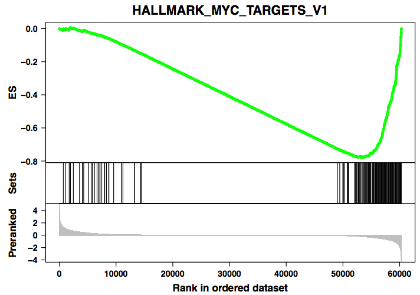 HALLMARK_MYC_TARGETS_V1
ES
0.0
−0.2
−0.4
−0.6
−0.8
Sets
Preranked
4
2
0
−2
−4
0 10000 20000 30000 40000 50000 60000
Rank in ordered dataset